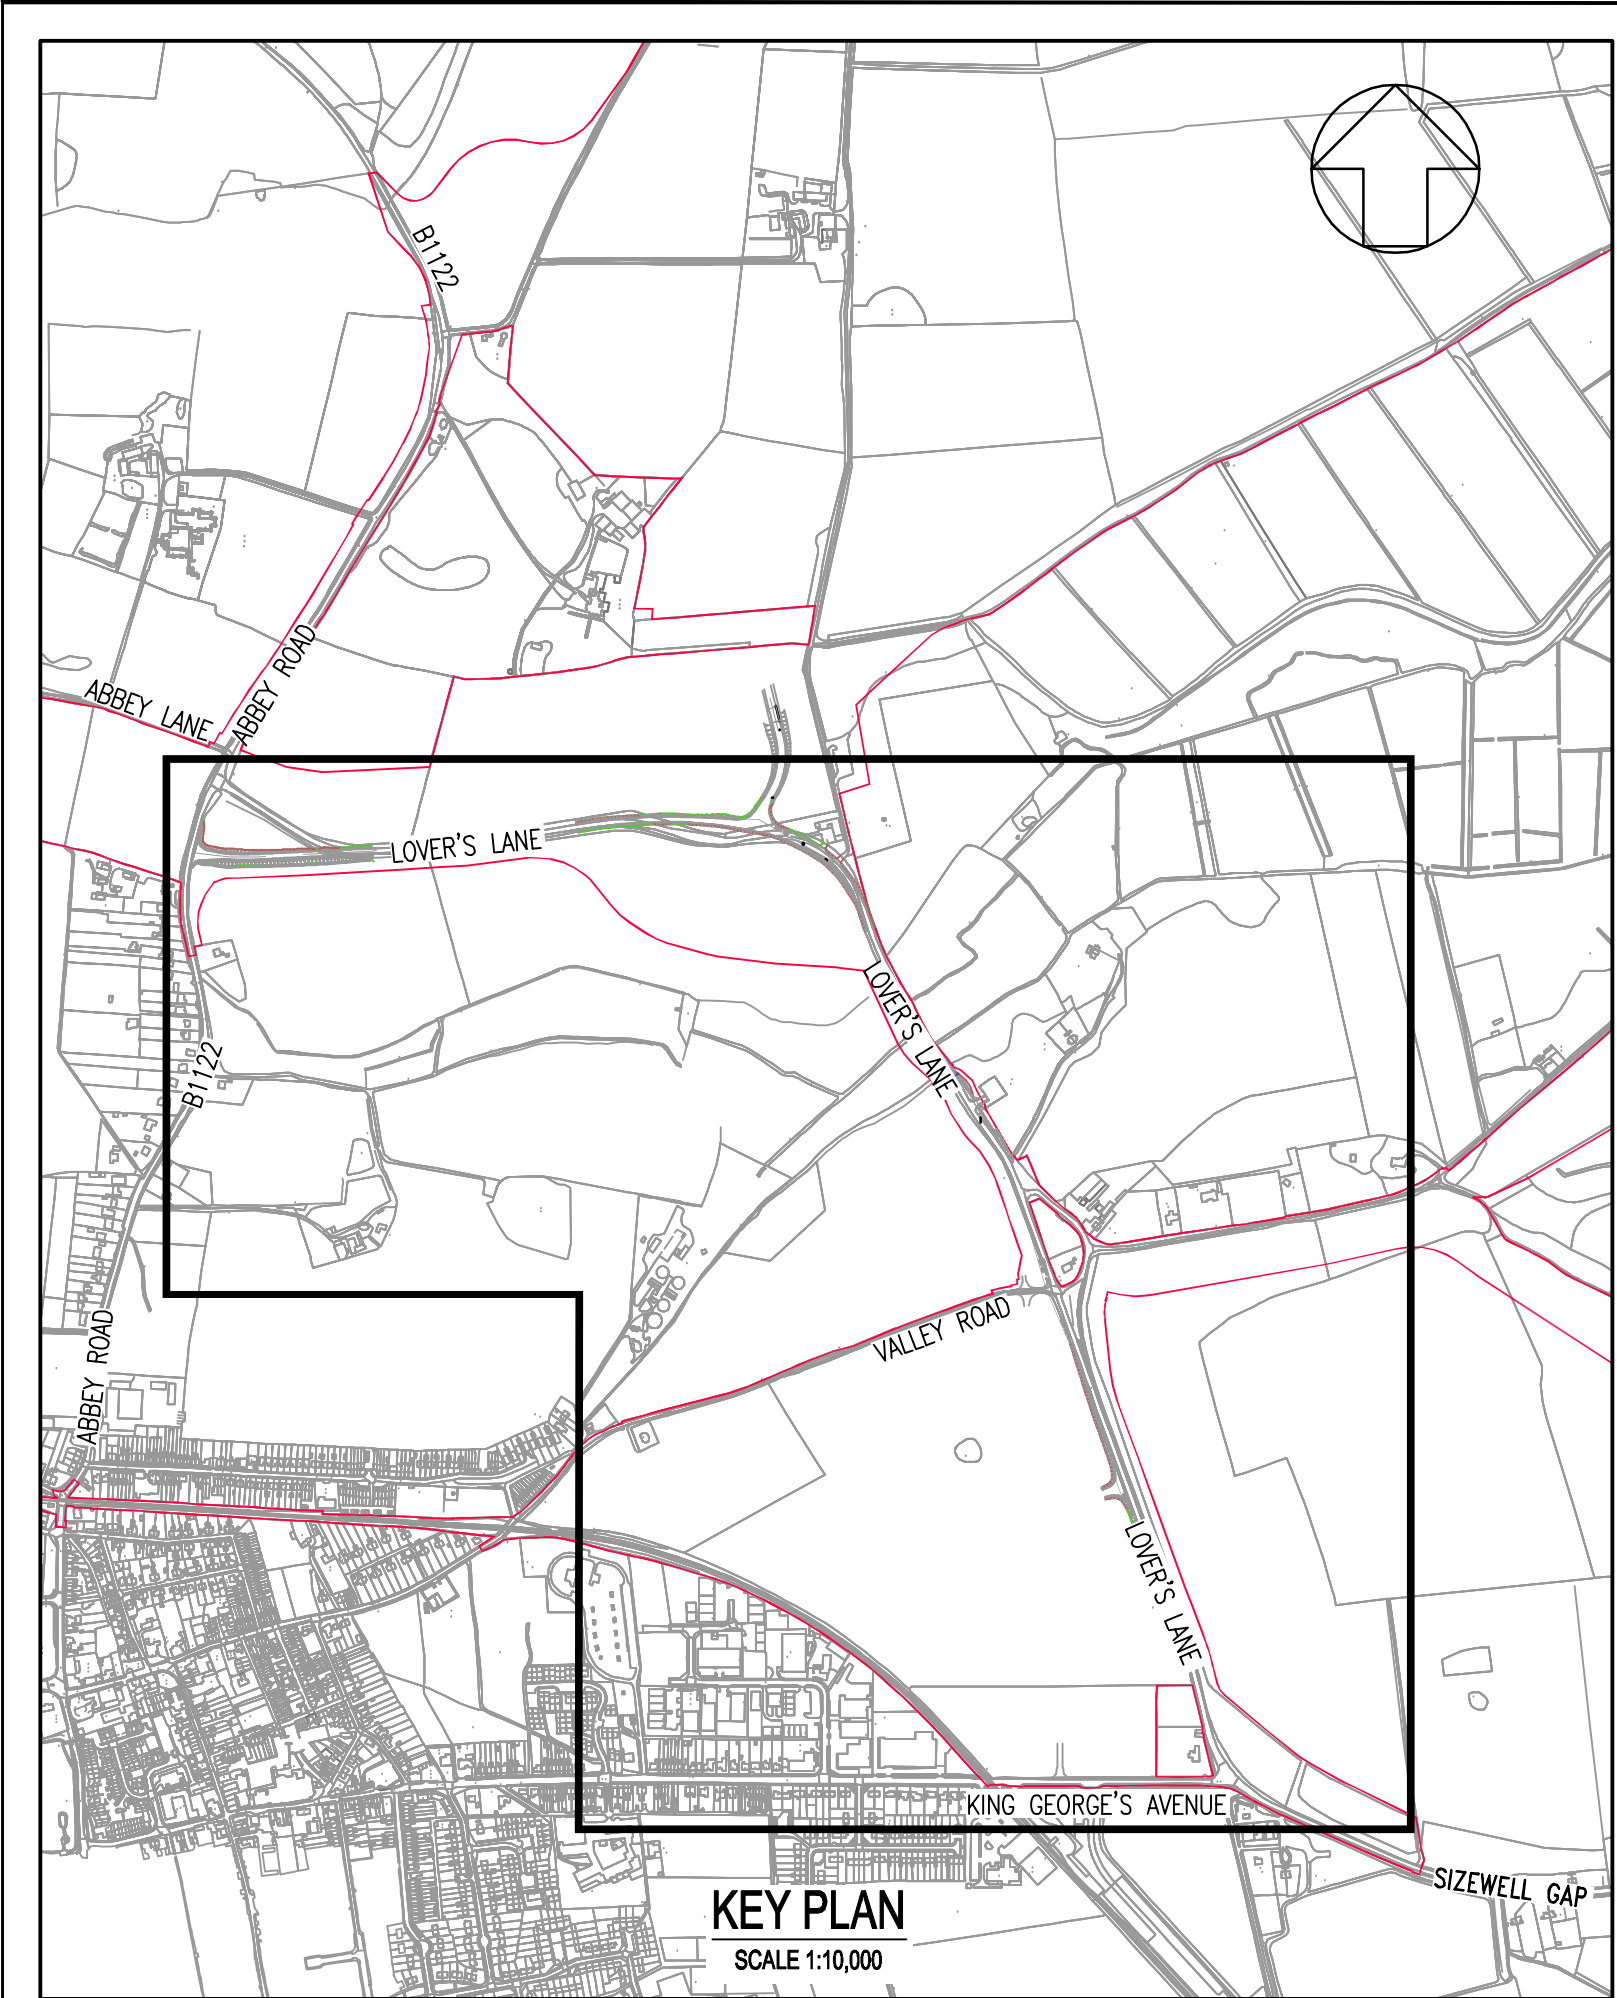 B1122
ABBEY ROAD
ABBEY LANE
LOVER'S LANE
LOVER'S LANE
B1122
VALLEY ROAD
ABBEY ROAD
LOVER'S LANE
KING GEORGE'S AVENUE
SIZEWELL GAP
KEY PLAN
SCALE 1:10,000